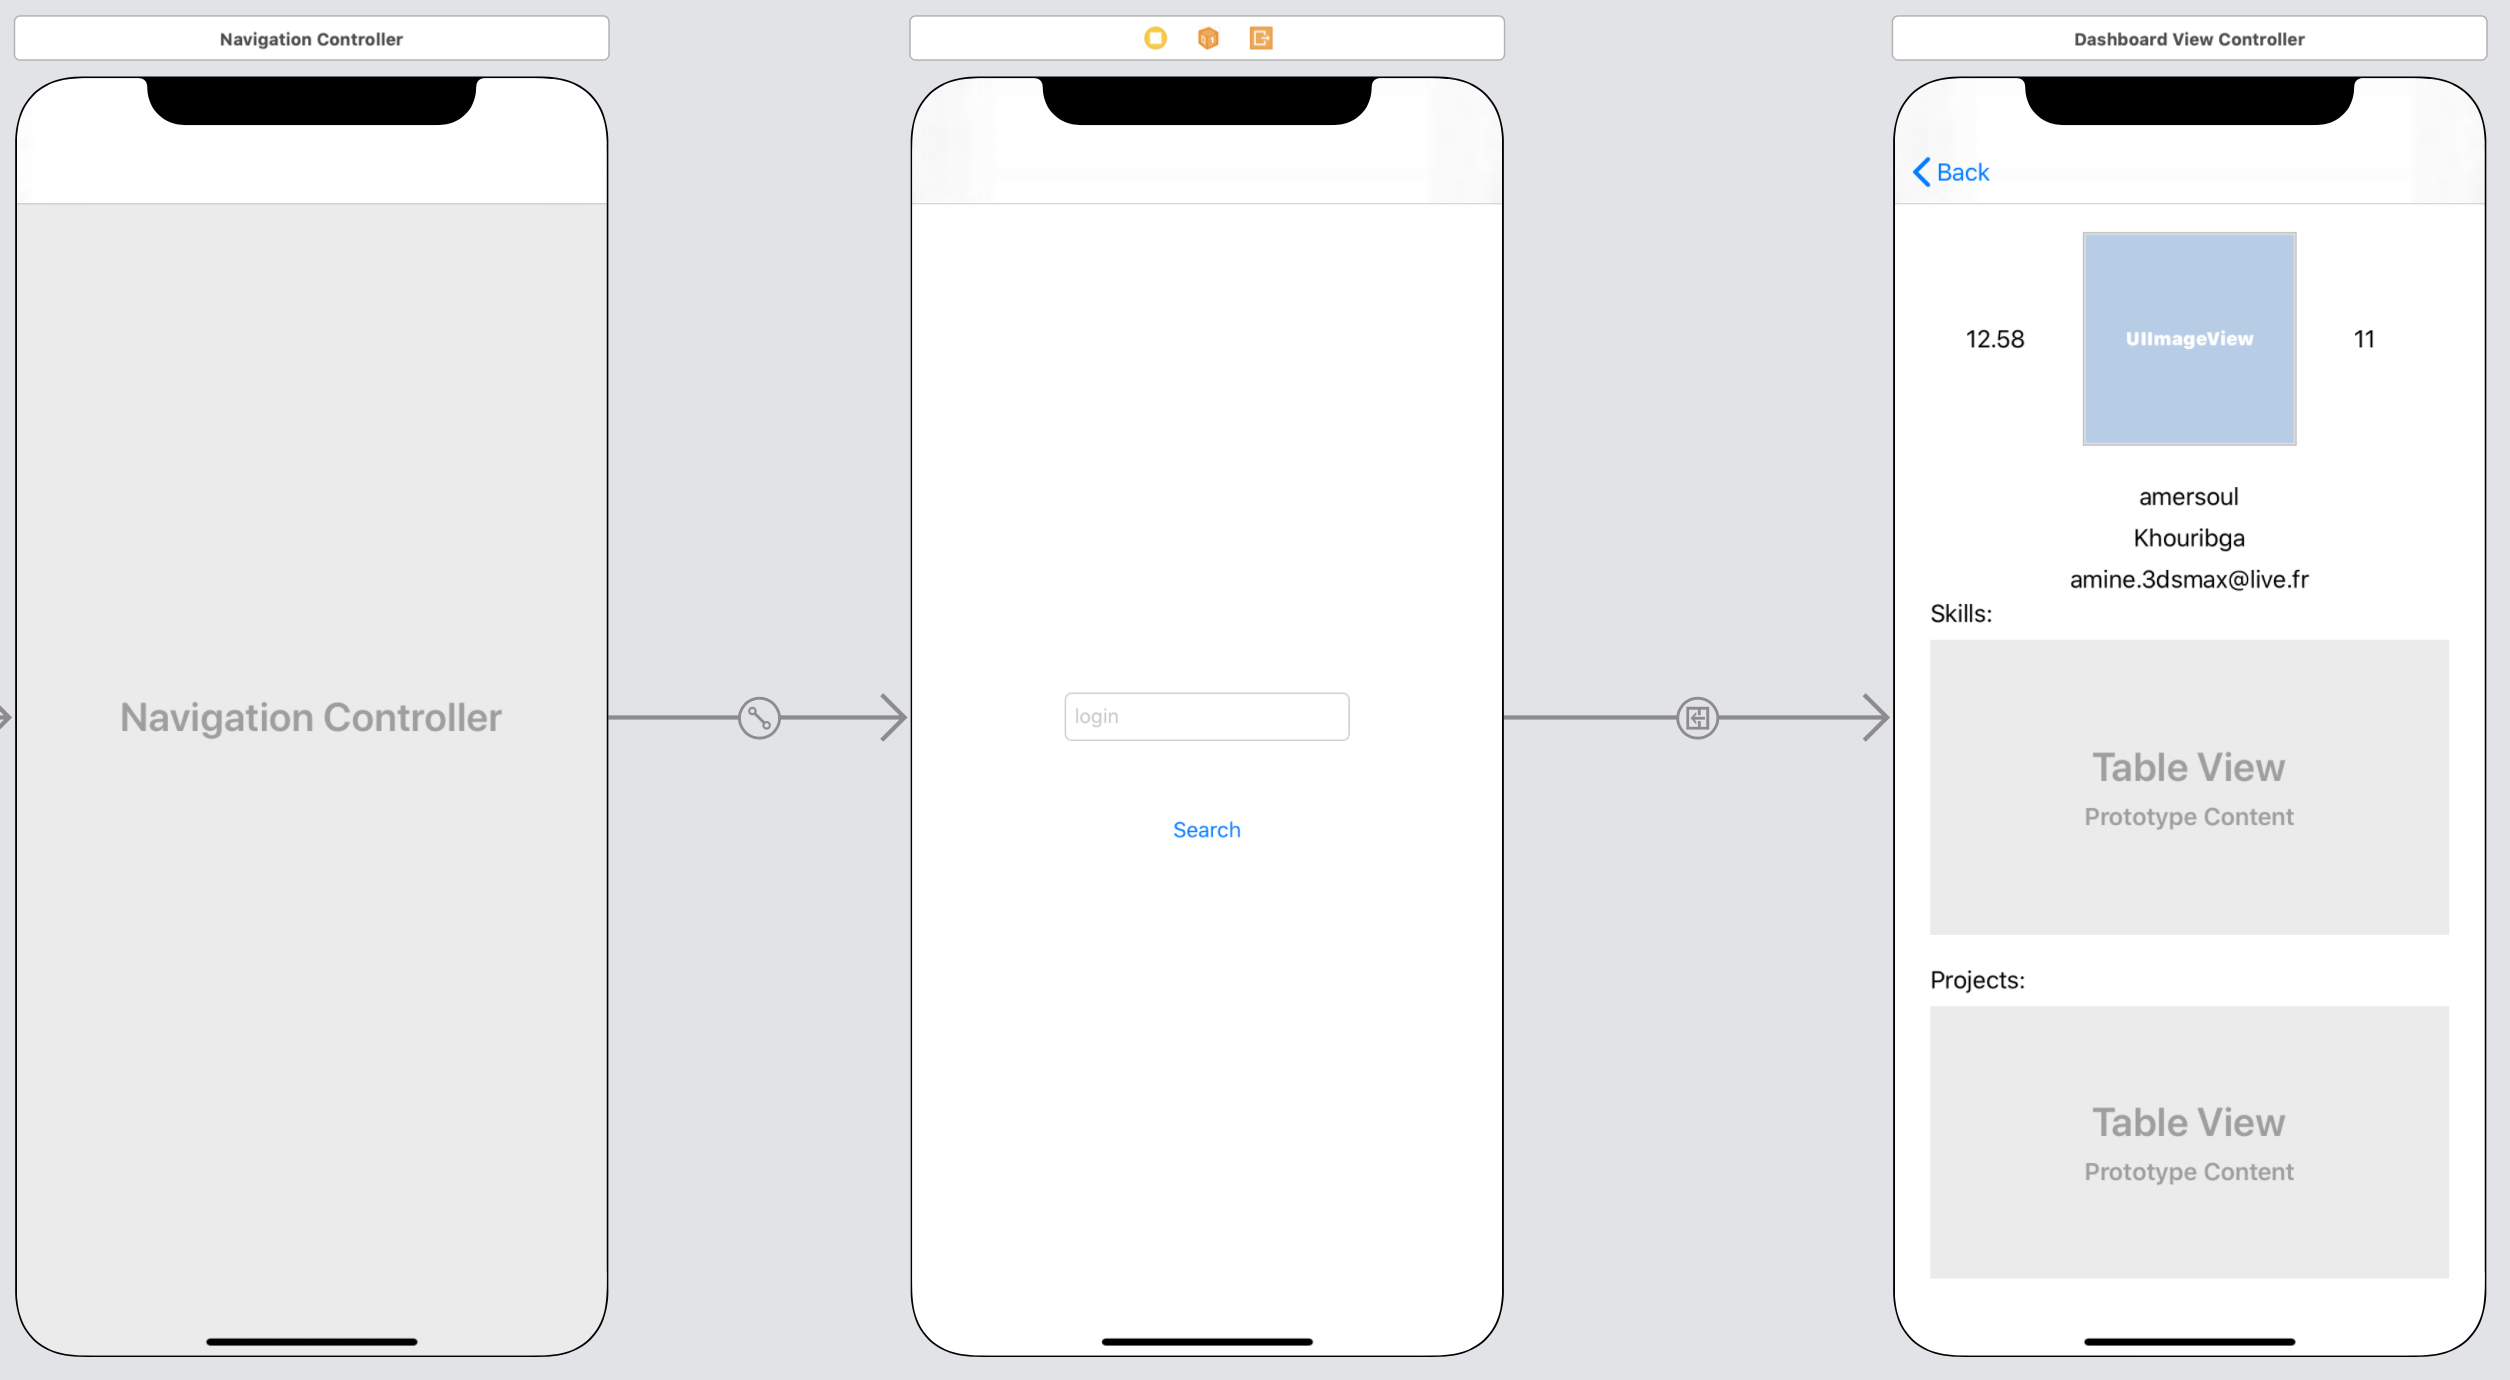 Navigation Controller
Navigation Controller
login
Search
Dashboard View Controller
Back
12.58
UIImageView
11
amersoul
Khouribga
amine.3dsmax@live.fr
Skills:
Table View
Prototype Content
Projects:
Table View
Prototype Content